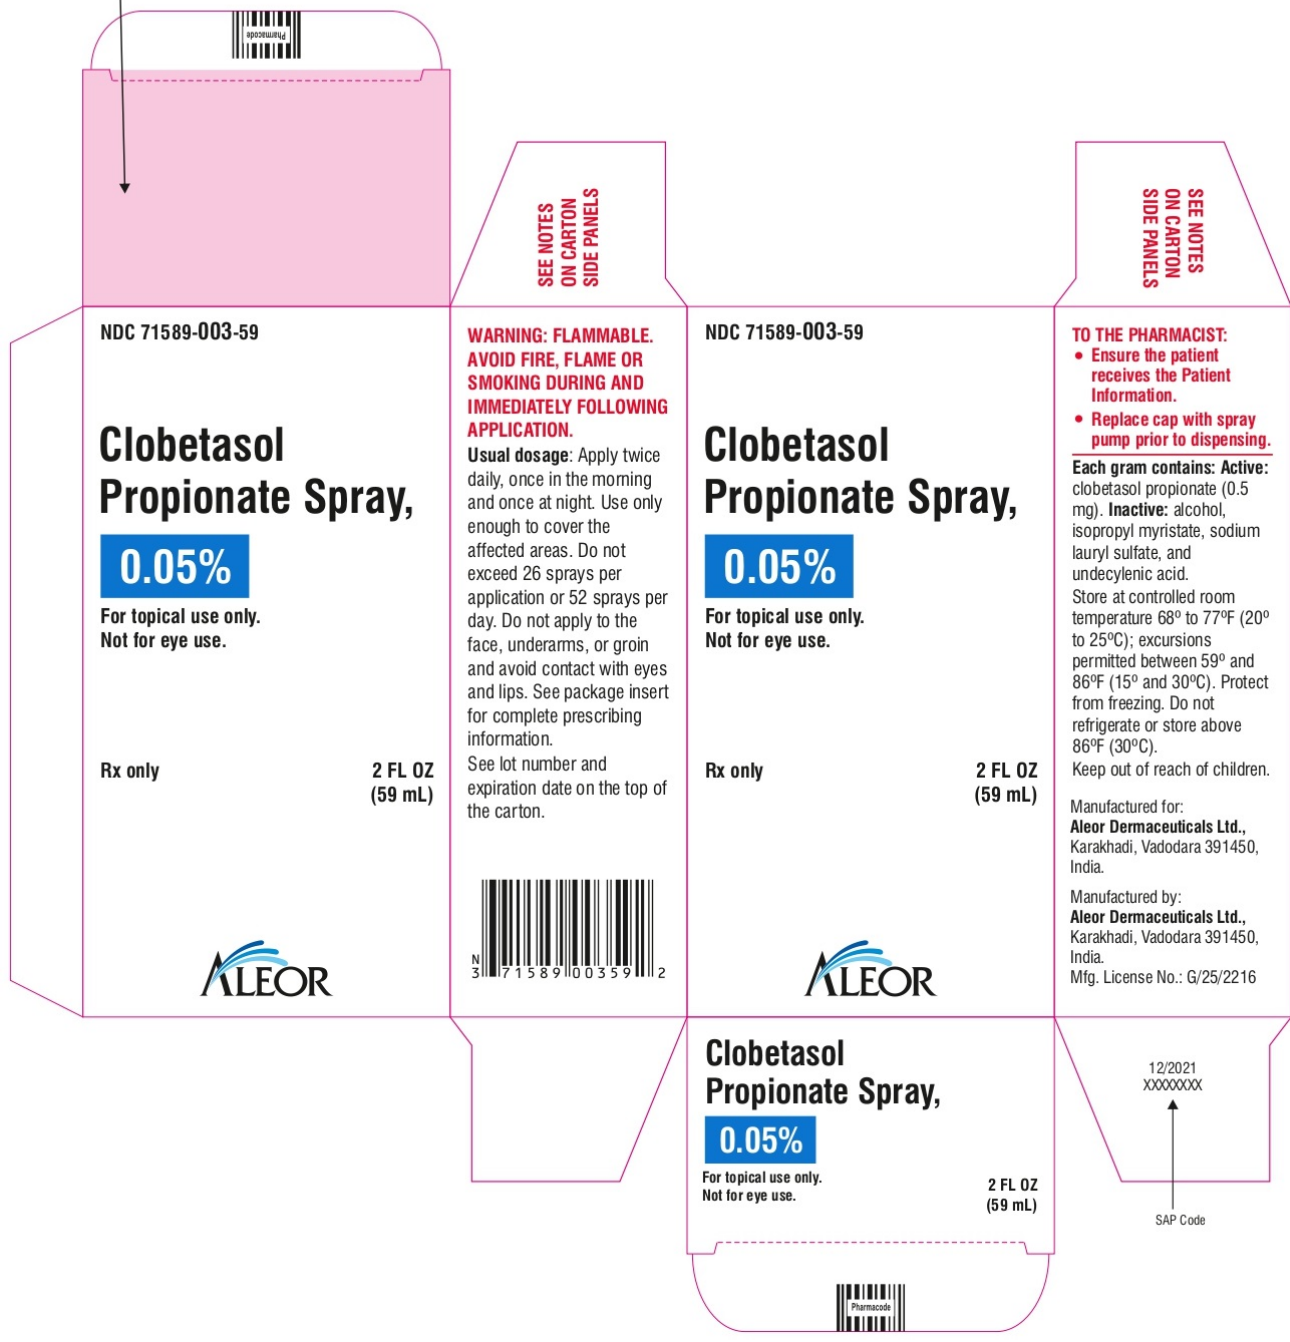 Pharmacode
SEE NOTES
ON CARTON
SIDE PANELS
SEE NOTES
ON CARTON
SIDE PANELS
NDC 71589-003-59
Clobetasol
Propionate Spray,
0.05%
For topical use only.
Not for eye use.
Rx only
2 FL OZ
(59 mL)
ALEOR
WARNING: FLAMMABLE.
AVOID FIRE, FLAME OR
SMOKING DURING AND
IMMEDIATELY FOLLOWING
APPLICATION.
Usual dosage: Apply twice
daily, once in the morning
and once at night. Use only
enough to cover the
affected areas. Do not
exceed 26 sprays per
application or 52 sprays per
day. Do not apply to the
face, underarms, or groin
and avoid contact with eyes
and lips. See package insert
for complete prescribing
information.
See lot number and
expiration date on the top of
the carton.
N
3 71589 00359 2
NDC 71589-003-59
Clobetasol
Propionate Spray,
0.05%
For topical use only.
Not for eye use.
Rx only
2 FL OZ
(59 mL)
ALEOR
TO THE PHARMACIST:
• Ensure the patient
receives the Patient
Information.
• Replace cap with spray
pump prior to dispensing.
Each gram contains: Active:
clobetasol propionate (0.5
mg). Inactive: alcohol,
isopropyl myristate, sodium
lauryl sulfate, and
undecylenic acid.
Store at controlled room
temperature 68º to 77ºF (20º
to 25ºC); excursions
permitted between 59º and
86ºF (15º and 30ºC). Protect
from freezing. Do not
refrigerate or store above
86ºF (30ºC).
Keep out of reach of children.
Manufactured for:
Aleor Dermaceuticals Ltd.,
Karakhadi, Vadodara 391450,
India.
Manufactured by:
Aleor Dermaceuticals Ltd.,
Karakhadi, Vadodara 391450,
India.
Mfg. License No.: G/25/2216
Clobetasol
Propionate Spray,
0.05%
For topical use only.
Not for eye use.
2 FL OZ
(59 mL)
12/2021
XXXXXXXX
SAP Code
Pharmacode